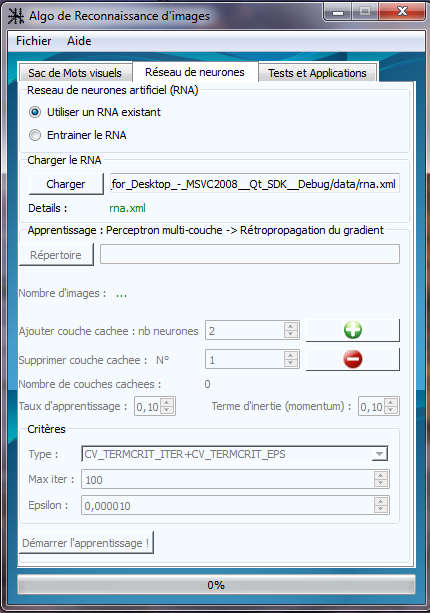 Algo de Reconnaissance d'images
Fichier Aide
Sac de Mots visuels Réseau de neurones Tests et Applications
Reseau de neurones artificiel (RNA)
Utiliser un RNA existant
Entrainer le RNA
Charger le RNA
Charger for_Desktop_-_MSVC2008__Qt_SDK__Debug/data/rna.xml
Details : rna.xml
Apprentissage : Perceptron multi-couche -> Rétropropagation du gradient
Répertoire
Nombre d'images : ...
Ajouter couche cachee : nb neurones 2
Supprimer couche cachee : N° 1
Nombre de couches cachees : 0
Taux d'apprentissage : 0,10 Terme d'inertie (momentum) : 0,10
Critères
Type : CV_TERMCRIT_ITER+CV_TERMCRIT_EPS
Max iter : 100
Epsilon : 0,000010
Démarrer l'apprentissage !
0%